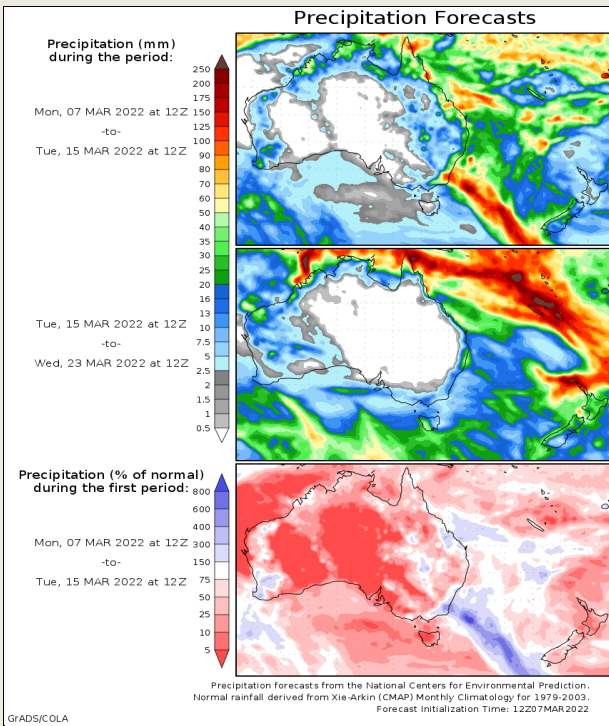 Precipitation Forecasts
Precipitation (mm)
during the period:
Mon, 07 MAR 2022 at 12Z
-to-
Tue, 15 MAR 2022 at 12Z
250
200
175
150
125
100
90
80
70
60
50
40
35
30
25
20
16
13
10
7.5
5
2.5
2
1.5
1
0.5
Tue, 15 MAR 2022 at 12Z
-to-
Wed, 23 MAR 2022 at 12Z
Precipitation (% of normal)
during the first period:
Mon, 07 MAR 2022 at 12Z
-to-
Tue, 15 MAR 2022 at 12Z
800
600
400
300
150
75
50
25
10
5
Precipitation forecasts from the National Centers for Environmental Prediction.
Normal rainfall derived from Xie-Arkin (CMAP) Monthly Climatology for 1979-2003.
Forecast Initialization Time: 12Z07MAR2022
GrADS/COLA